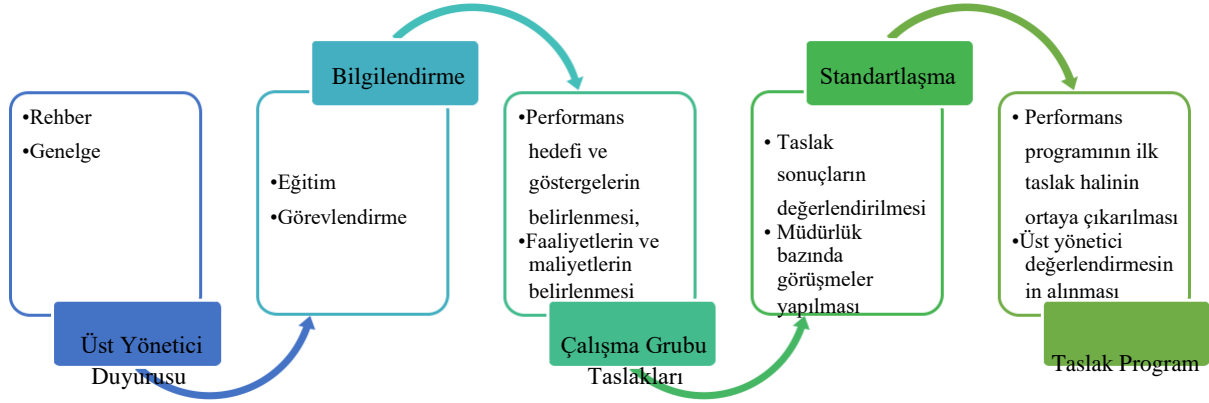 •Rehber
•Genelge
Üst Yönetici
Duyurusu
Bilgilendirme
•Eğitim
•Görevlendirme
•Performans
hedefi ve
göstergelerin
belirlenmesi,
•Faaliyetlerin ve
maliyetlerin
belirlenmesi
Çalışma Grubu
Taslakları
Standartlaşma
• Taslak
sonuçların
değerlendirilmesi
• Müdürlük
bazında
görüşmeler
yapılması
• Performans
programının ilk
taslak halinin
ortaya çıkarılması
•Üst yönetici
değerlendirmesin
in alınması
Taslak Program